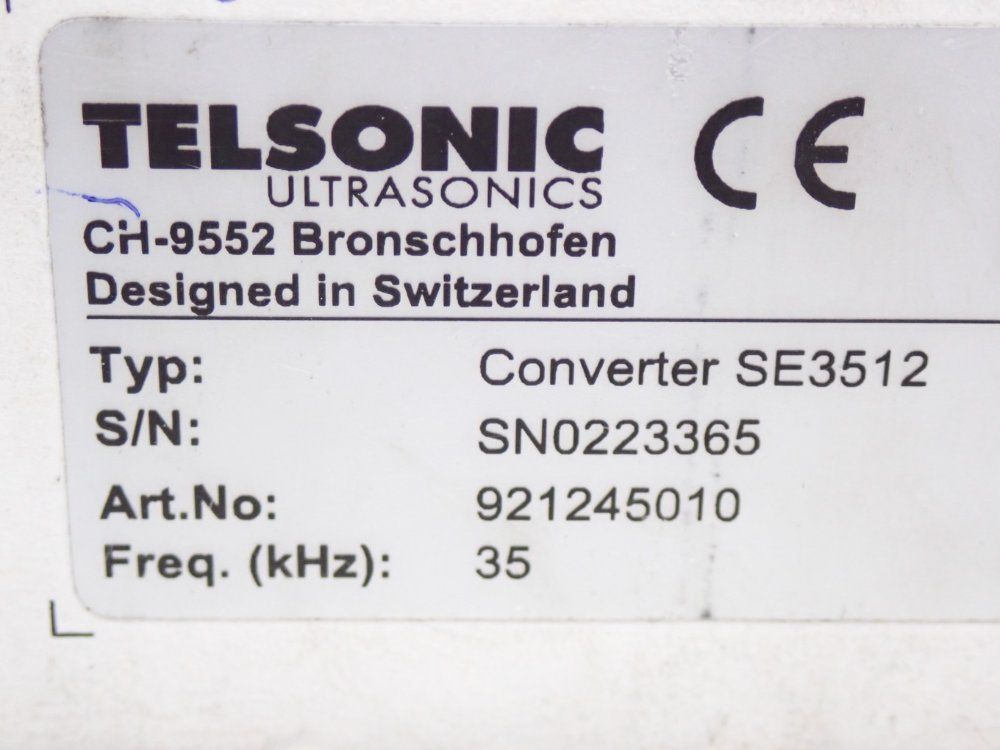 TELSONIC CE
ULTRASONICS
CH-9552 Bronschhofen
Designed in Switzerland
Typ: Converter SE3512
S/N: SN0223365
Art.No: 921245010
Freq. (kHz): 35